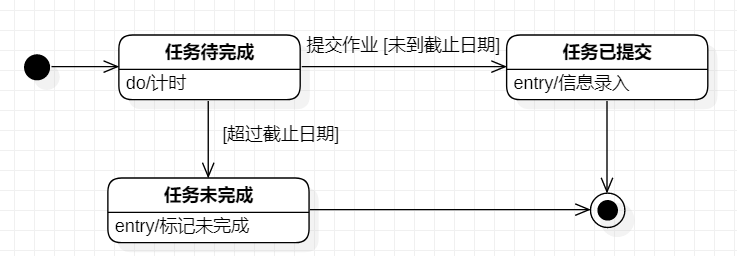 任务待完成
do/计时
提交作业 [未到截止日期]
任务已提交
entry/信息录入
[超过截止日期]
任务未完成
entry/标记未完成